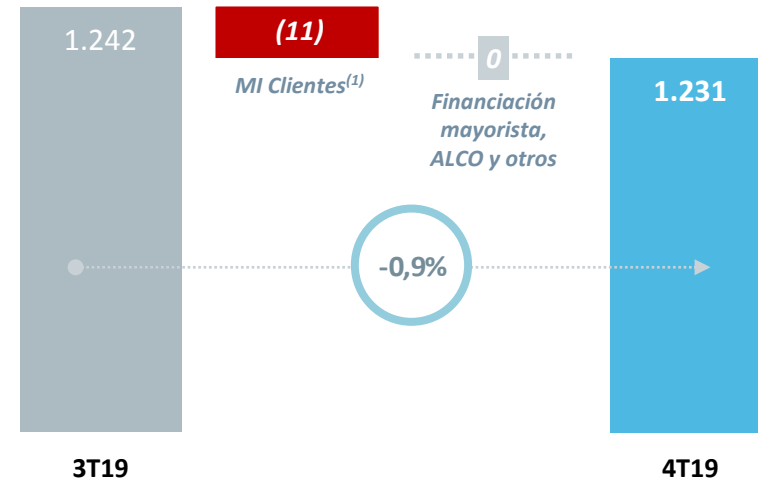 1.242
(11)
MI Clientes(1)
0
Financiación
mayorista,
ALCO y otros
1.231
-0,9%
3T19
4T19